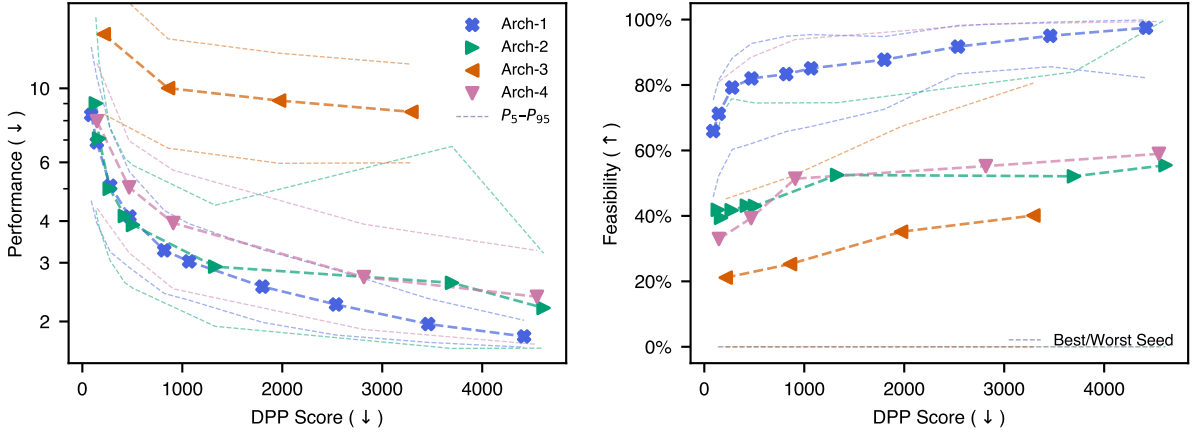 Performance (↓)
10
6
4
3
2
0
1000
2000
3000
4000
DPP Score (↓)
Arch-1
Arch-2
Arch-3
Arch-4
P₅–P₉₅
Feasibility (↑)
100%
80%
60%
40%
20%
0%
0
1000
2000
3000
4000
DPP Score (↓)
Best/Worst Seed